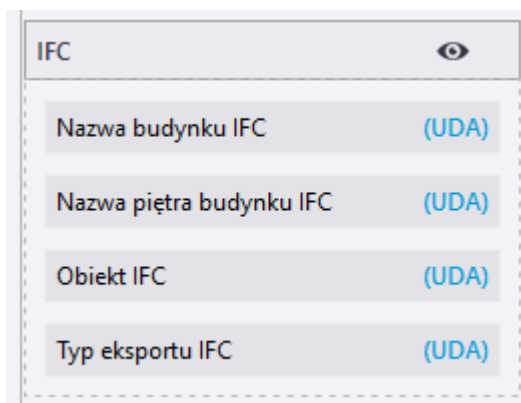 IFC
Nazwa budynku IFC (UDA)
Nazwa piętra budynku IFC (UDA)
Obiekt IFC (UDA)
Typ eksportu IFC (UDA)